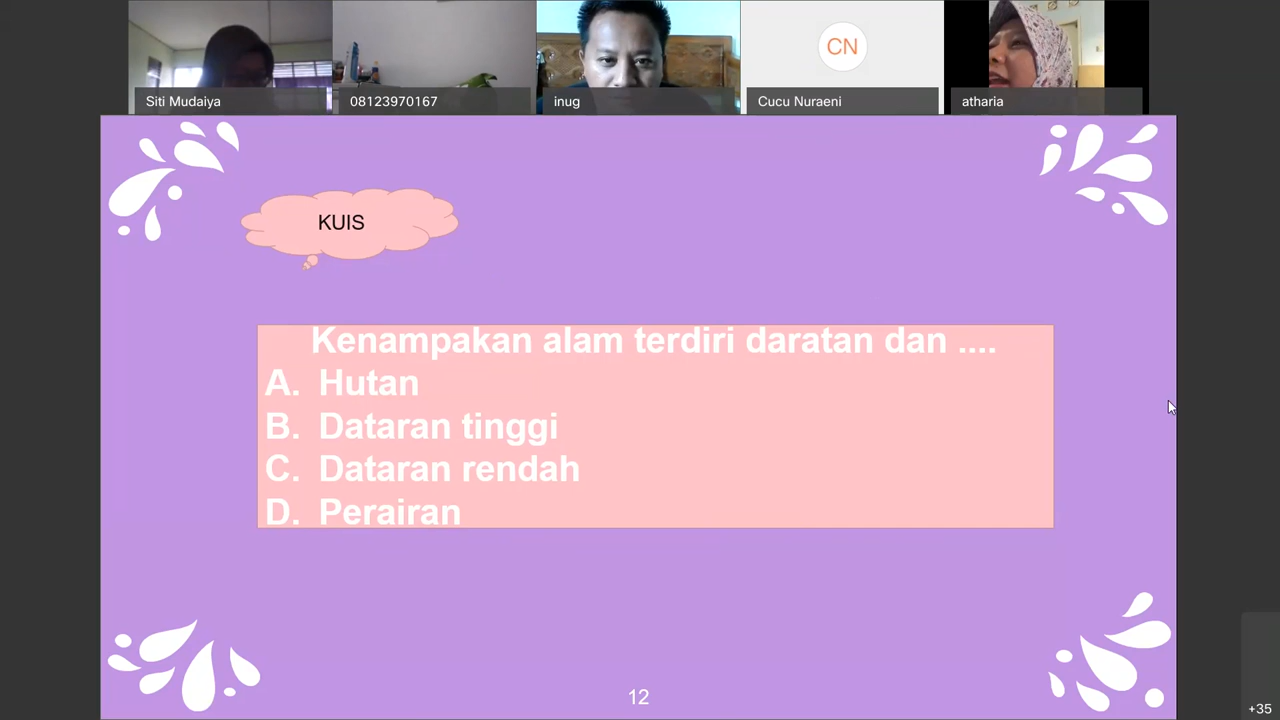 Siti Mudaiya
08123970167
inug
CN
Cucu Nuraeni
atharia
KUIS
Kenampakan alam terdiri daratan dan ....
A. Hutan
B. Dataran tinggi
C. Dataran rendah
D. Perairan
12
+35